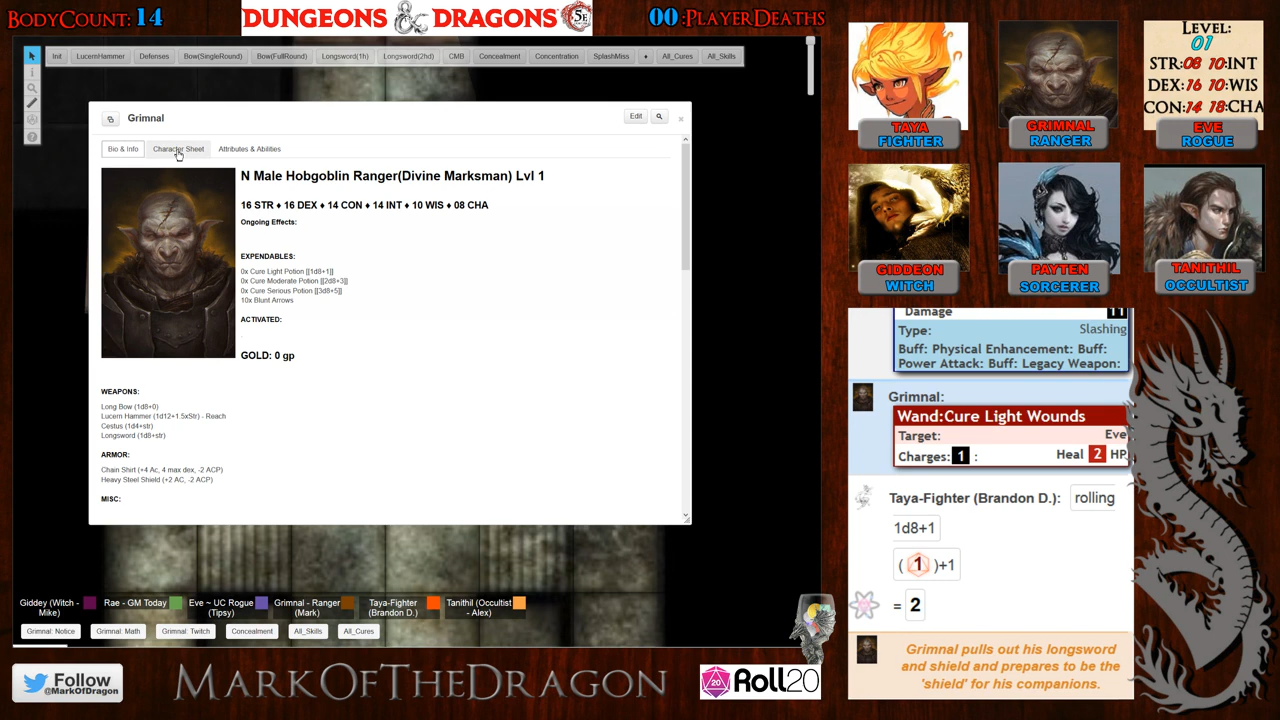 BodyCount: 14
DUNGEONS & DRAGONS 5E
00 :PlayerDeaths
Init
LucernHammer
Defenses
Bow(SingleRound)
Bow(FullRound)
Longsword(1h)
Longsword(2hd)
CMB
Concealment
Concentration
SplashMiss
♦
All_Cures
All_Skills
Grimnal
Edit
Bio & Info
Character Sheet
Attributes & Abilities
N Male Hobgoblin Ranger(Divine Marksman) Lvl 1
16 STR ♦ 16 DEX ♦ 14 CON ♦ 14 INT ♦ 10 WIS ♦ 08 CHA
Ongoing Effects:
EXPENDABLES:
0x Cure Light Potion [[1d8+1]]
0x Cure Moderate Potion [[2d8+3]]
0x Cure Serious Potion [[3d8+5]]
10x Blunt Arrows
ACTIVATED:
GOLD: 0 gp
WEAPONS:
Long Bow (1d8+0)
Lucern Hammer (1d12+1.5xStr) - Reach
Cestus (1d4+str)
Longsword (1d8+str)
ARMOR:
Chain Shirt (+4 Ac, 4 max dex, -2 ACP)
Heavy Steel Shield (+2 AC, -2 ACP)
MISC:
Giddey (Witch - Mike)
Rae - GM Today
Eve ~ UC Rogue (Tipsy)
Grimnal - Ranger (Mark)
Taya-Fighter (Brandon D.)
Tanithil (Occultist - Alex)
Grimnal: Notice
Grimnal: Math
Grimnal: Twitch
Concealment
All_Skills
All_Cures
Follow
@MarkOfDragon
MarkOfTheDragon
20
Roll20
TAYA
FIGHTER
GRIMNAL
RANGER
Level:
01
STR:08 10:INT
DEX:16 10:WIS
CON:14 18:CHA
EVE
ROGUE
GIDDEON
WITCH
PAYTEN
SORCERER
TANITHIL
OCCULTIST
Damage 11
Type: Slashing
Buff: Physical Enhancement: Buff:
Power Attack: Buff: Legacy Weapon:
Grimnal:
Wand:Cure Light Wounds
Target: Eve
Charges: 1 : Heal 2 HP
Taya-Fighter (Brandon D.): rolling
1d8+1
(1)+1
= 2
Grimnal pulls out his longsword
and shield and prepares to be the
'shield' for his companions.